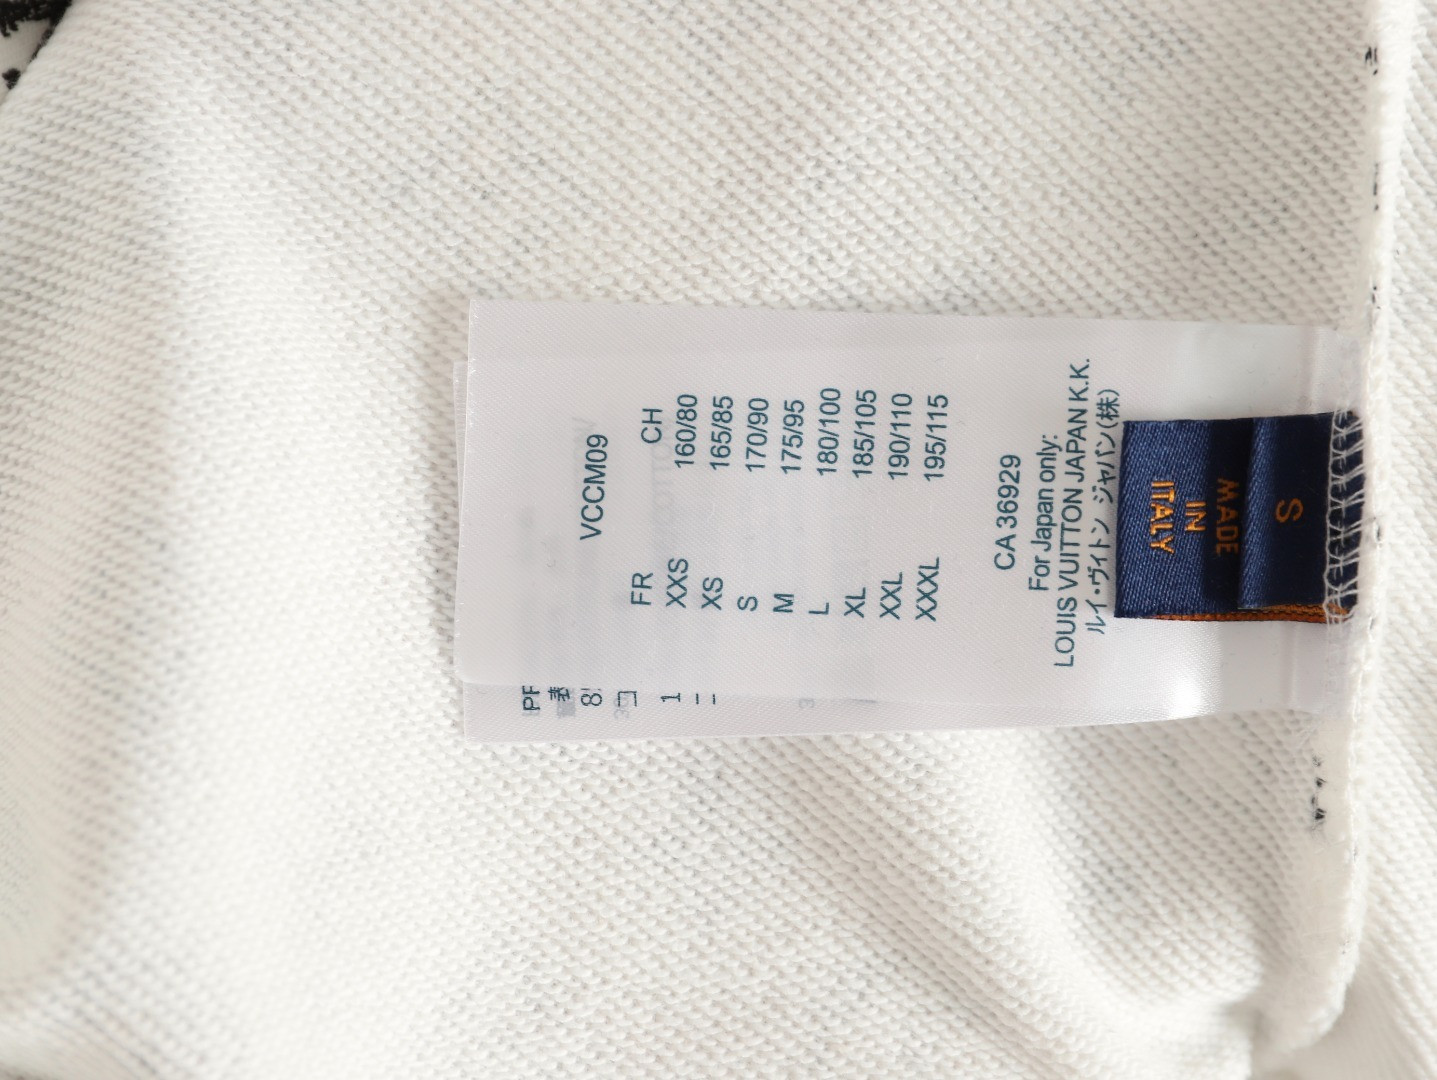 VCCM09
FR CH
XXS 160/80
XS 165/85
S 170/90
M 175/95
L 180/100
XL 185/105
XXL 190/110
XXXL 195/115
CA 36929
For Japan only:
LOUIS VUITTON JAPAN K.K.
ルイ・ヴィトン ジャパン(株)
MADE
IN
ITALY
S